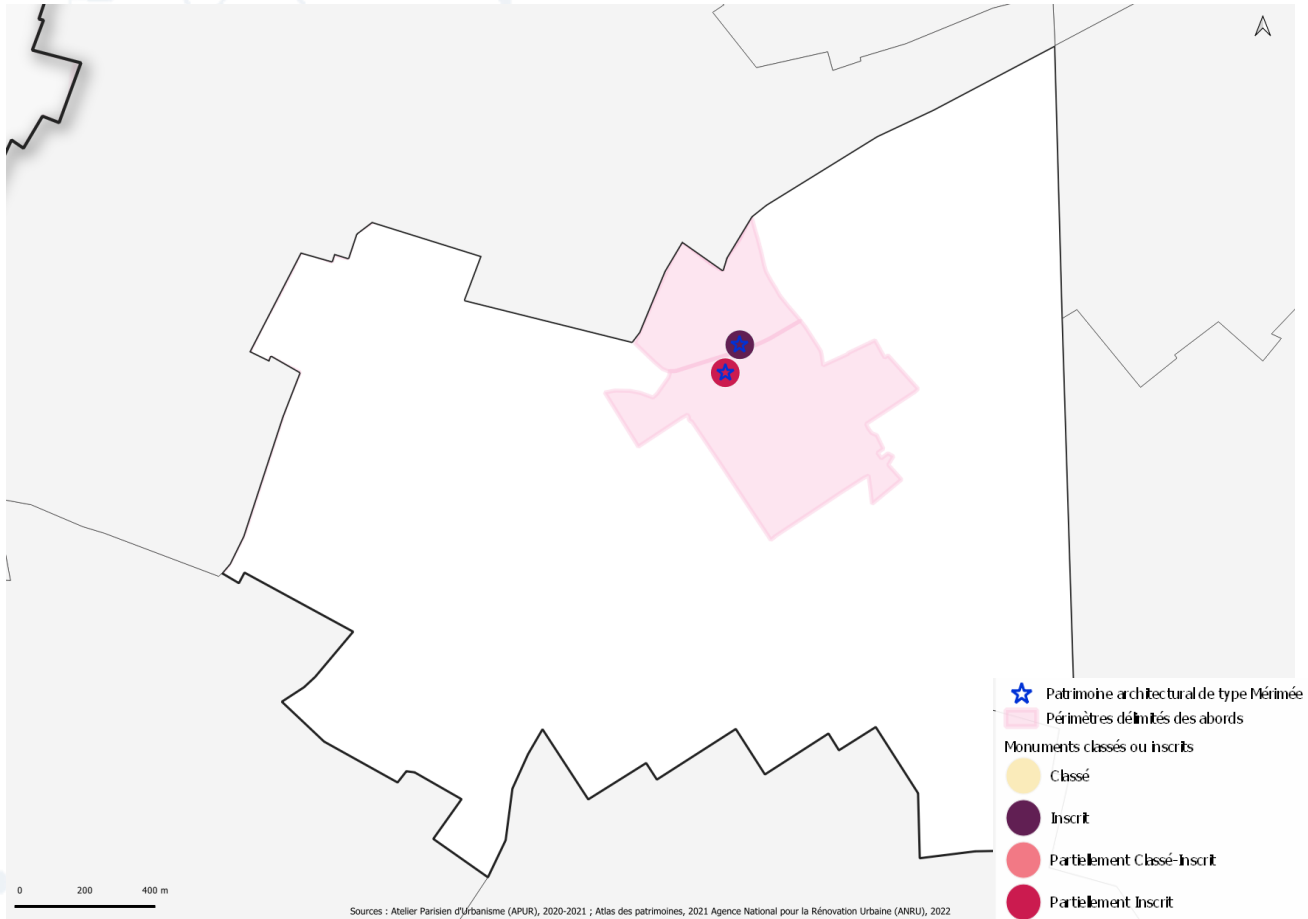 Patrimoine architectural de type Mérimée
Périmètres délimités des abords
Monuments classés ou inscrits
Classé
Inscrit
Partiellement Classé-Inscrit
Partiellement Inscrit
0 200 400 m
Sources : Atelier Parisien d'Urbanisme (APUR), 2020-2021 ; Atlas des patrimoines, 2021 Agence National pour la Rénovation Urbaine (ANRU), 2022